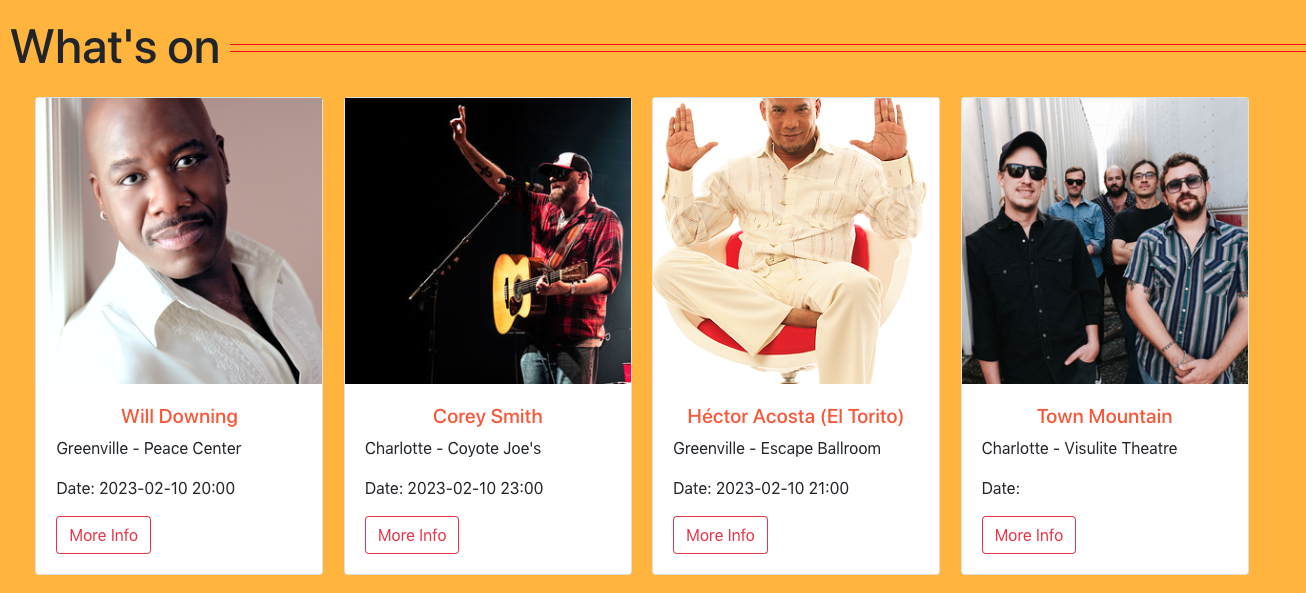 What's on
Will Downing
Greenville - Peace Center
Date: 2023-02-10 20:00
More Info
Corey Smith
Charlotte - Coyote Joe's
Date: 2023-02-10 23:00
More Info
Héctor Acosta (El Torito)
Greenville - Escape Ballroom
Date: 2023-02-10 21:00
More Info
Town Mountain
Charlotte - Visulite Theatre
Date:
More Info